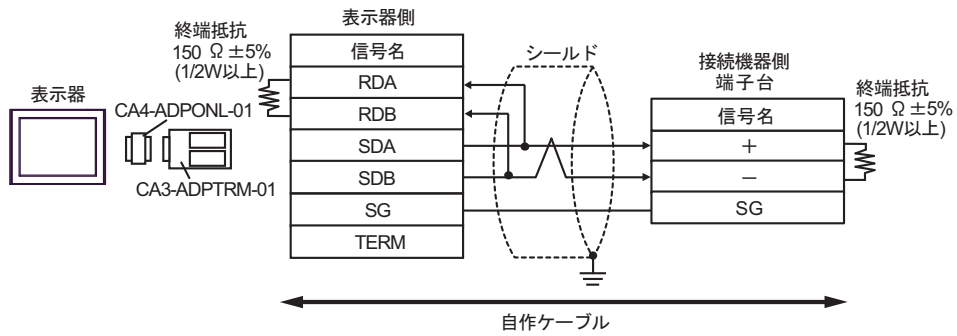 表示器側
終端抵抗
150 Ω ±5%
(1/2W以上)
信号名
RDA
RDB
SDA
SDB
SG
TERM
シールド
表示器
CA4-ADPONL-01
CA3-ADPTRM-01
接続機器側
端子台
信号名
+
−
SG
終端抵抗
150 Ω ±5%
(1/2W以上)
自作ケーブル